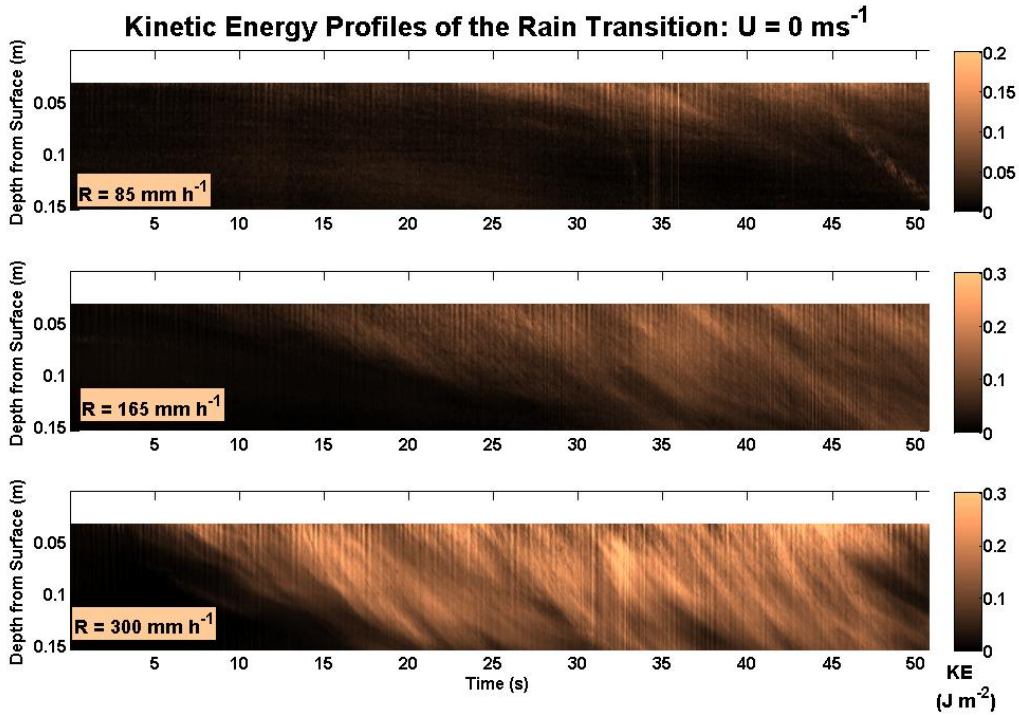 Kinetic Energy Profiles of the Rain Transition: U = 0 ms⁻¹
Depth from Surface (m)
0.05
0.1
0.15
R = 85 mm h⁻¹
5 10 15 20 25 30 35 40 45 50
0.2
0.15
0.1
0.05
0
Depth from Surface (m)
0.05
0.1
0.15
R = 165 mm h⁻¹
5 10 15 20 25 30 35 40 45 50
0.3
0.2
0.1
0
Depth from Surface (m)
0.05
0.1
0.15
R = 300 mm h⁻¹
5 10 15 20 25 30 35 40 45 50
Time (s)
0.3
0.2
0.1
0
KE
(J m⁻²)